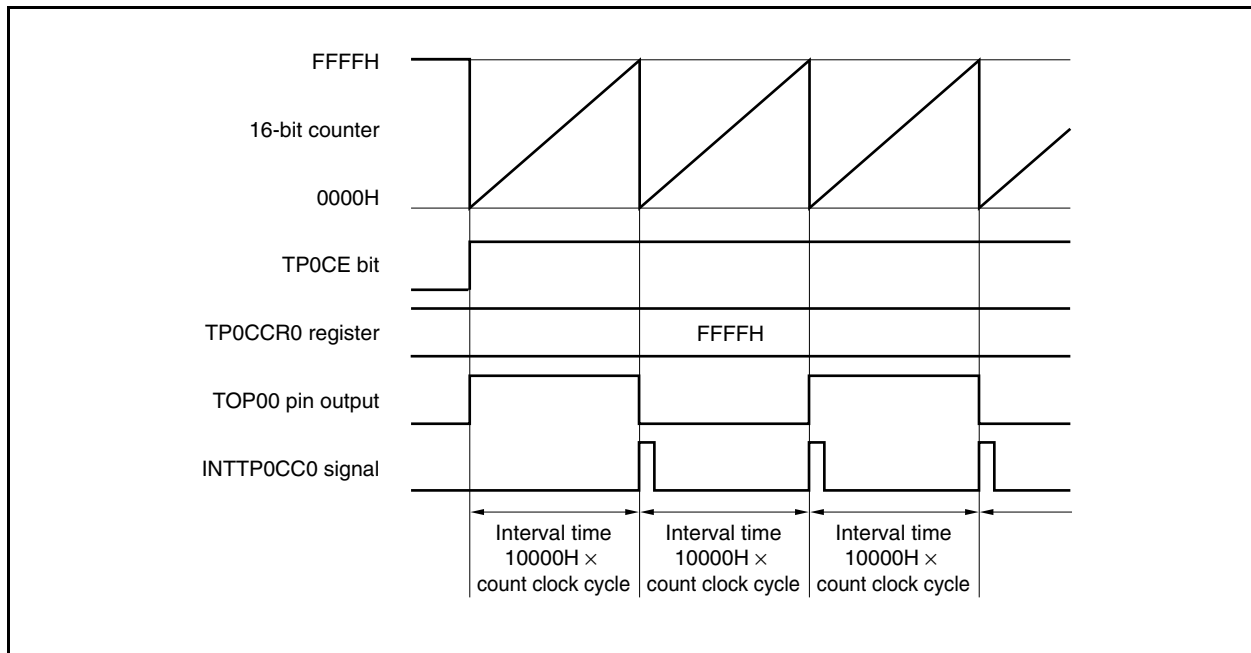 FFFFH
16-bit counter
0000H
TP0CE bit
TP0CCR0 register
FFFFH
TOP00 pin output
INTTP0CC0 signal
Interval time
10000H ×
count clock cycle
Interval time
10000H ×
count clock cycle
Interval time
10000H ×
count clock cycle